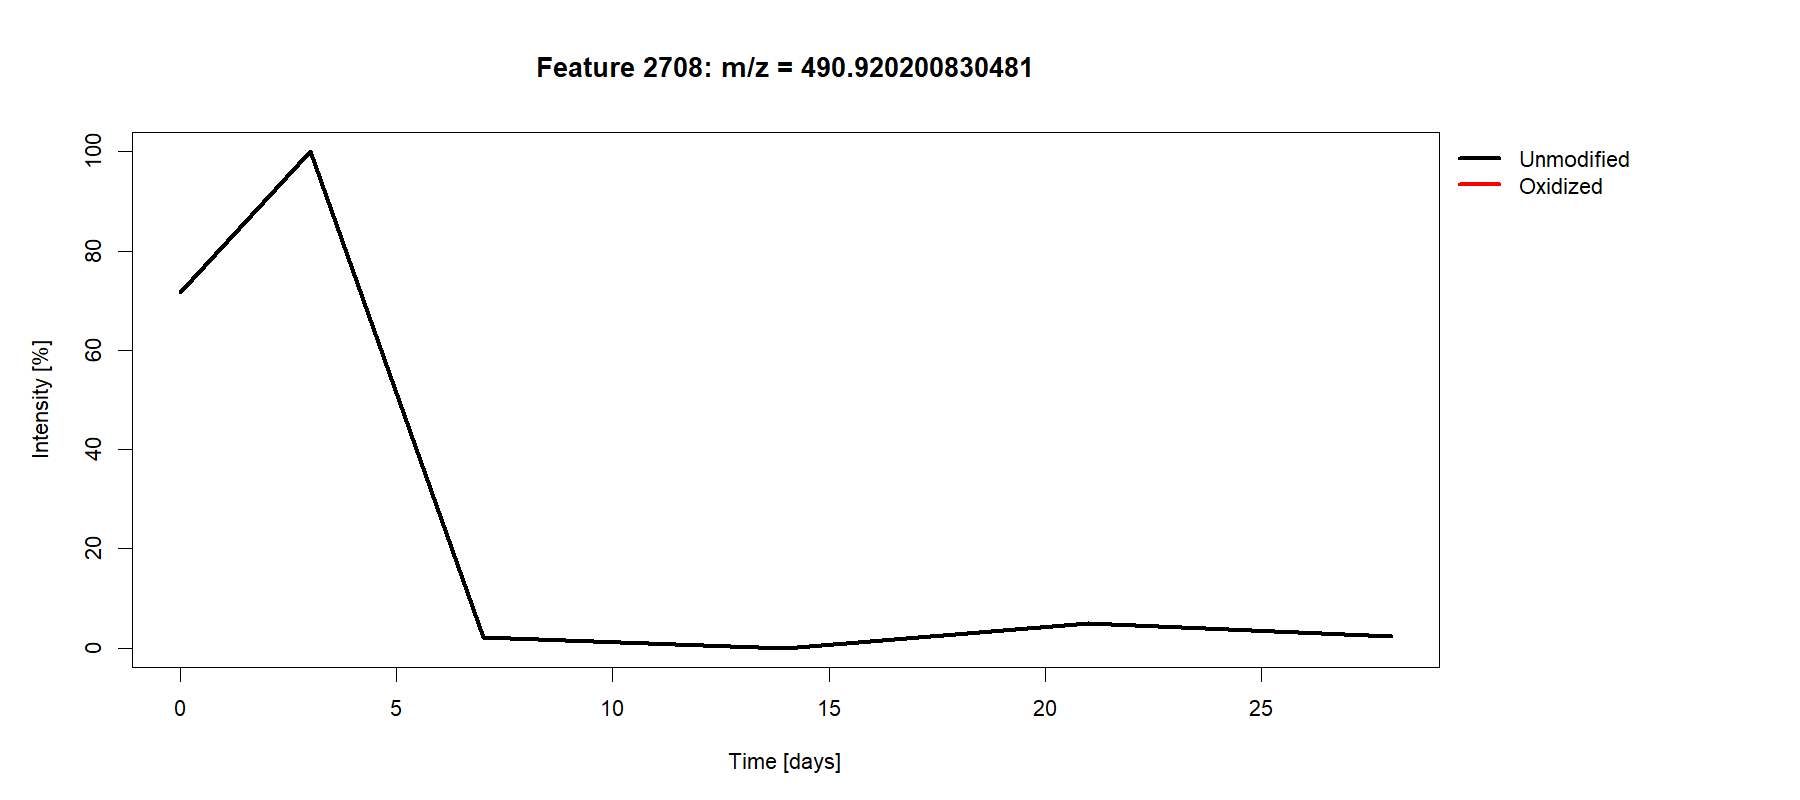 Feature 2708: m/z = 490.920200830481
Unmodified
Oxidized
Intensity [%]
100
80
60
40
20
0
0 5 10 15 20 25
Time [days]